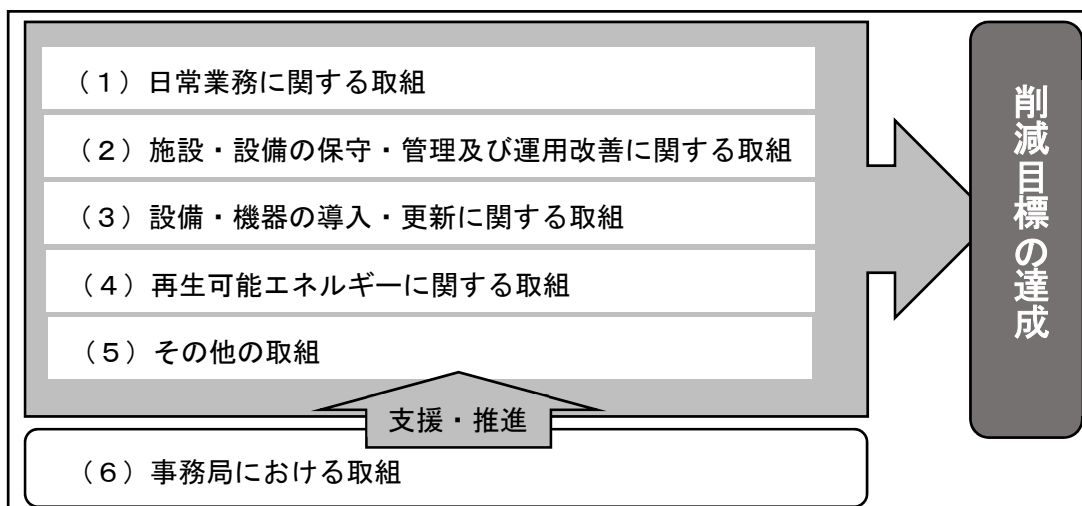 （１）日常業務に関する取組
（２）施設・設備の保守・管理及び運用改善に関する取組
（３）設備・機器の導入・更新に関する取組
（４）再生可能エネルギーに関する取組
（５）その他の取組
支援・推進
（６）事務局における取組
削減目標の達成